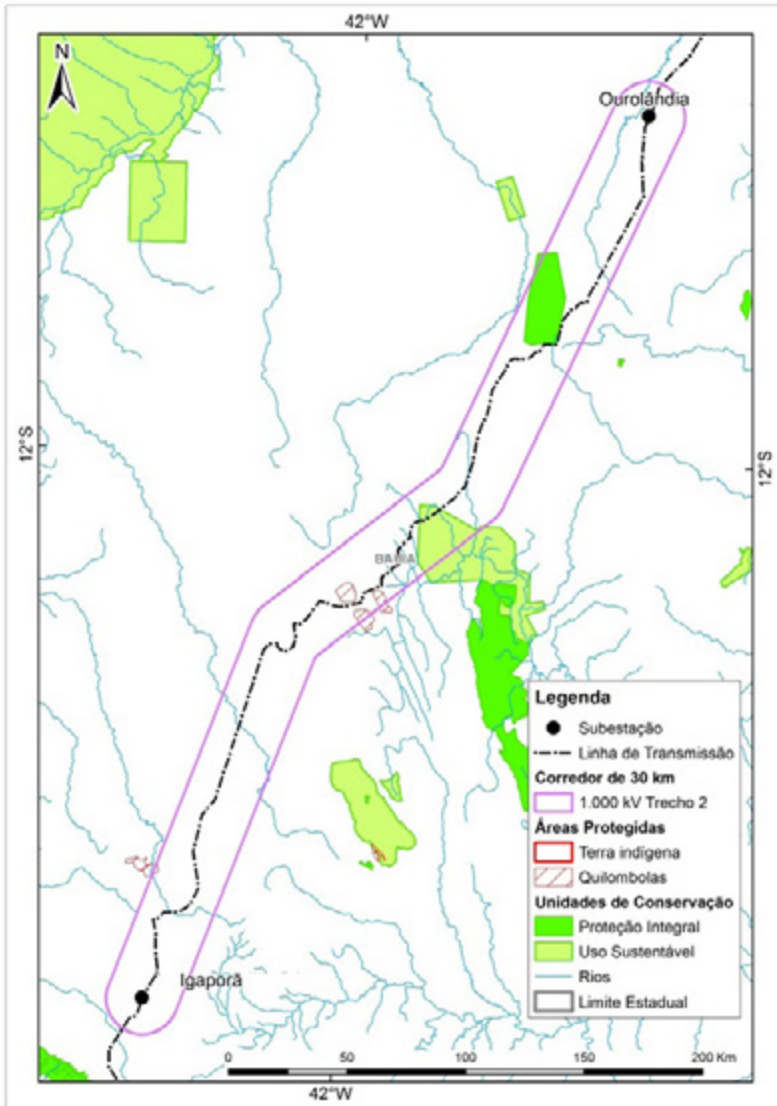 42°W
N
Ourolândia
12°S
12°S
BAHIA
Legenda
Subestação
Linha de Transmissão
Corredor de 30 km
1.000 kV Trecho 2
Áreas Protegidas
Terra indígena
Quilombolas
Unidades de Conservação
Proteção Integral
Uso Sustentável
Rios
Limite Estadual
Igaporã
0 50 100 200 Km
42°W